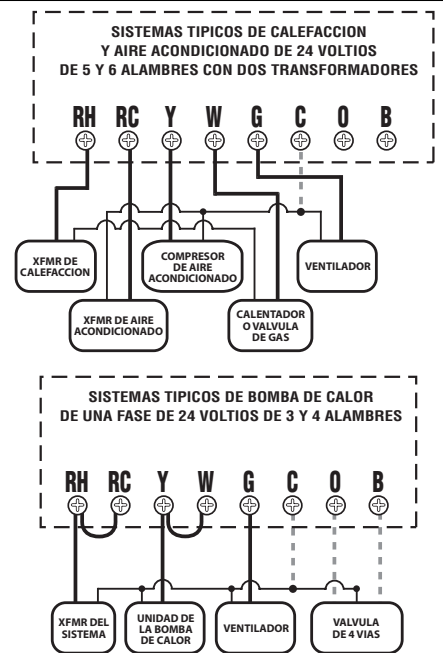 SISTEMAS TIPICOS DE CALEFACCION
Y AIRE ACONDICIONADO DE 24 VOLTIOS
DE 5 Y 6 ALAMBRES CON DOS TRANSFORMADORES
RH RC Y W G C O B
XFMR DE
CALEFACCION
COMPRESOR
DE AIRE
ACONDICIONADO
VENTILADOR
XFMR DE AIRE
ACONDICIONADO
CALENTADOR
O VALVULA
DE GAS
SISTEMAS TIPICOS DE BOMBA DE CALOR
DE UNA FASE DE 24 VOLTIOS DE 3 Y 4 ALAMBRES
RH RC Y W G C O B
XFMR DEL
SISTEMA
UNIDAD DE
LA BOMBA
DE CALOR
VENTILADOR
VALVULA
DE 4 VIAS